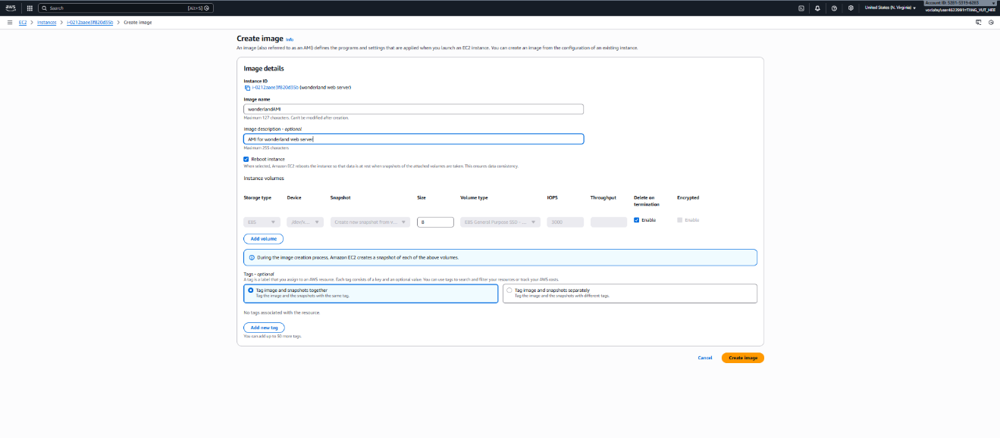 aws
Search [Alt+S]
United States (N. Virginia)
Account ID: 5281-5319-6203
voclabs/user4622991=TANG_YUT_HEE
EC2 > Instances > i-0212aaee3f820d35b > Create image
Create image Info
An image (also referred to as an AMI) defines the programs and settings that are applied when you launch an EC2 instance. You can create an image from the configuration of an existing instance.
Image details
Instance ID
i-0212aaee3f820d35b (wonderland web server)
Image name
wonderlandAMI
Maximum 127 characters. Can't be modified after creation.
Image description - optional
AMI for wonderland web server
Maximum 255 characters
Reboot instance
When selected, Amazon EC2 reboots the instance so that data is at rest when snapshots of the attached volumes are taken. This ensures data consistency.
Instance volumes
Storage type Device Snapshot Size Volume type IOPS Throughput Delete on termination Encrypted
EBS /dev/x... Create new snapshot from v... 8 EBS General Purpose SSD - ... 3000 Enable Enable
Add volume
During the image creation process, Amazon EC2 creates a snapshot of each of the above volumes.
Tags - optional
A tag is a label that you assign to an AWS resource. Each tag consists of a key and an optional value. You can use tags to search and filter your resources or track your AWS costs.
Tag image and snapshots together
Tag the image and the snapshots with the same tag.
Tag image and snapshots separately
Tag the image and the snapshots with different tags.
No tags associated with the resource.
Add new tag
You can add up to 50 more tags.
Cancel Create image